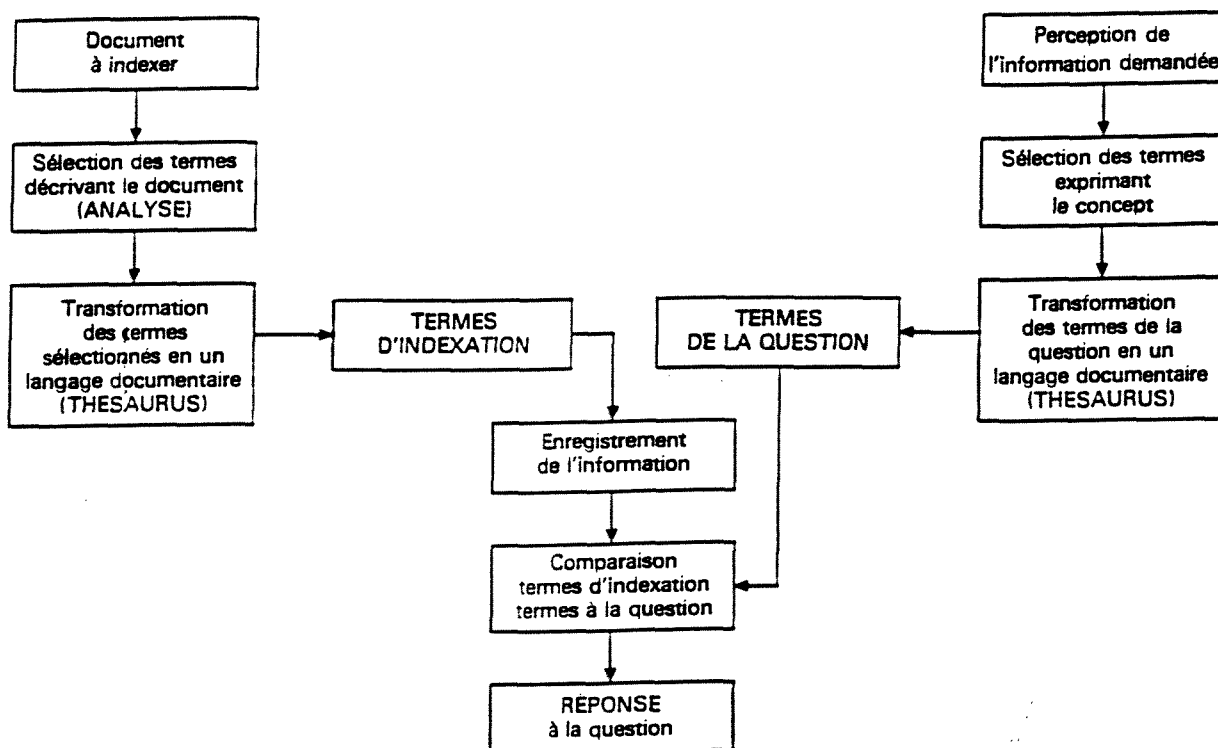 Document
à indexer
Perception de
l'information demandée
Sélection des termes
décrivant le document
(ANALYSE)
Sélection des termes
exprimant
le concept
Transformation
des termes
sélectionnés en un
langage documentaire
(THESAURUS)
TERMES
D'INDEXATION
TERMES
DE LA QUESTION
Transformation
des termes de la
question en un
langage documentaire
(THESAURUS)
Enregistrement
de l'information
Comparaison
termes d'indexation
termes à la question
RÉPONSE
à la question